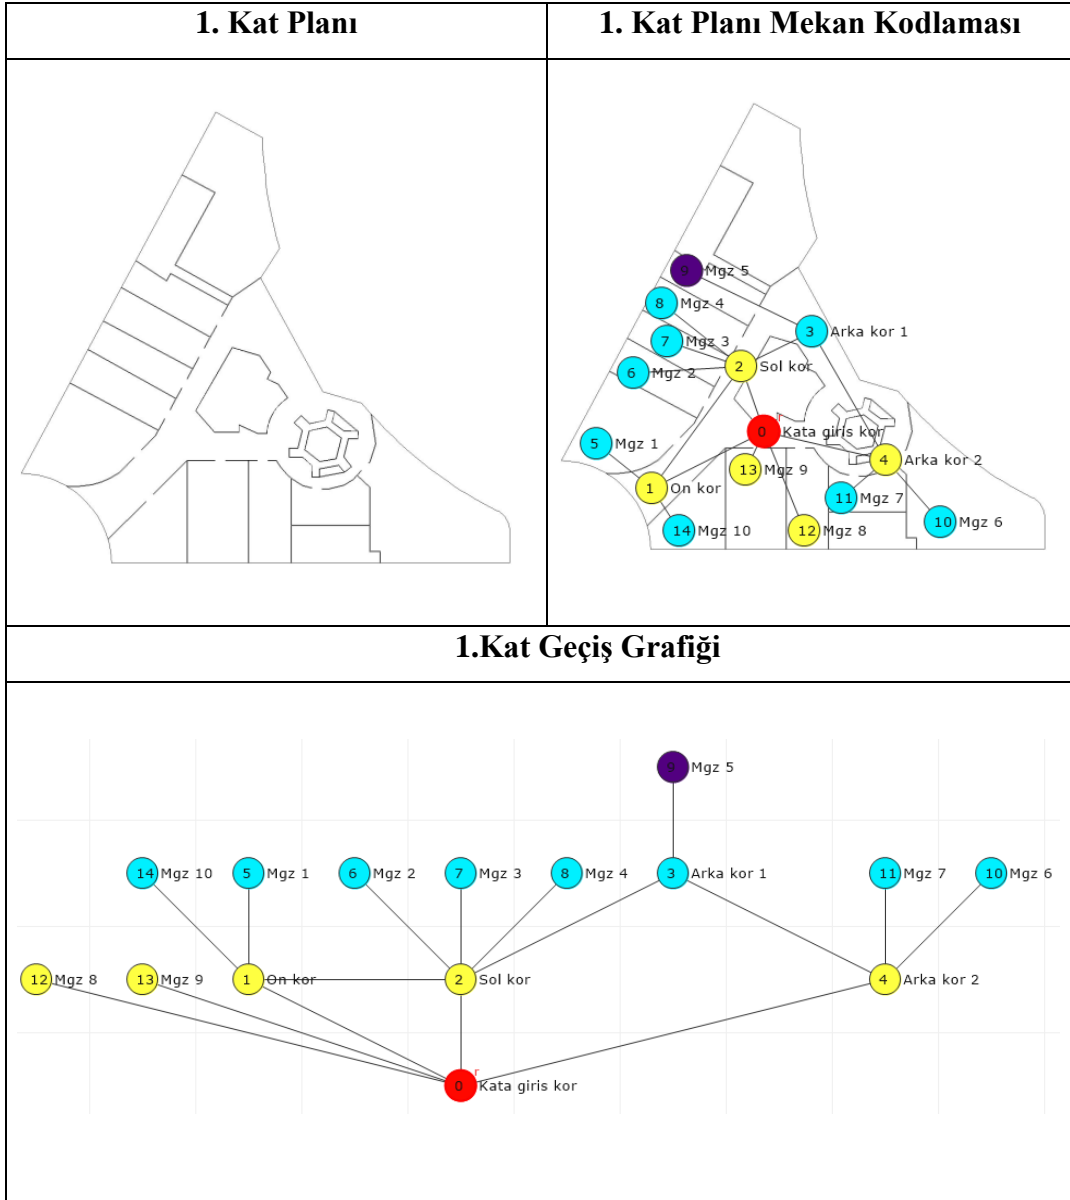 1. Kat Planı
1. Kat Planı Mekan Kodlaması
9 Mgz 5
8 Mgz 4
3 Arka kor 1
7 Mgz 3
2 Sol kor
6 Mgz 2
0 Kata giris kor
5 Mgz 1
4 Arka kor 2
13 Mgz 9
1 On kor
11 Mgz 7
10 Mgz 6
14 Mgz 10
12 Mgz 8
1.Kat Geçiş Grafiği
9 Mgz 5
14 Mgz 10
5 Mgz 1
6 Mgz 2
7 Mgz 3
8 Mgz 4
3 Arka kor 1
11 Mgz 7
10 Mgz 6
12 Mgz 8
13 Mgz 9
1 On kor
2 Sol kor
4 Arka kor 2
r
0 Kata giris kor